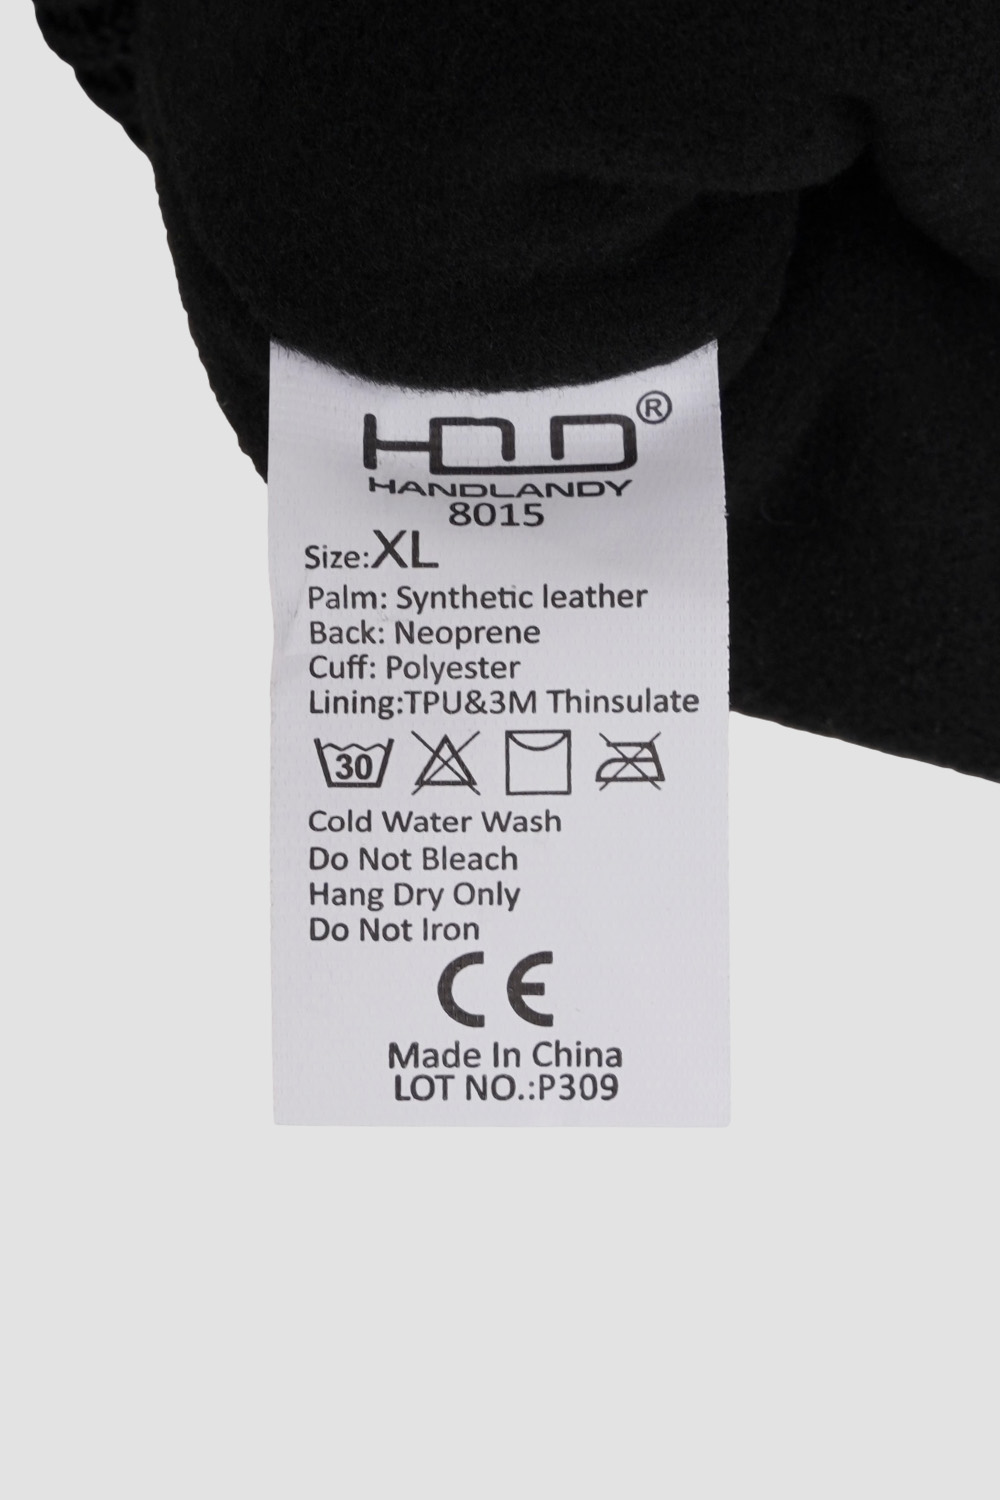 HND®
HANDLANDY
8015
Size:XL
Palm: Synthetic leather
Back: Neoprene
Cuff: Polyester
Lining:TPU&3M Thinsulate
30
Cold Water Wash
Do Not Bleach
Hang Dry Only
Do Not Iron
CE
Made In China
LOT NO.:P309